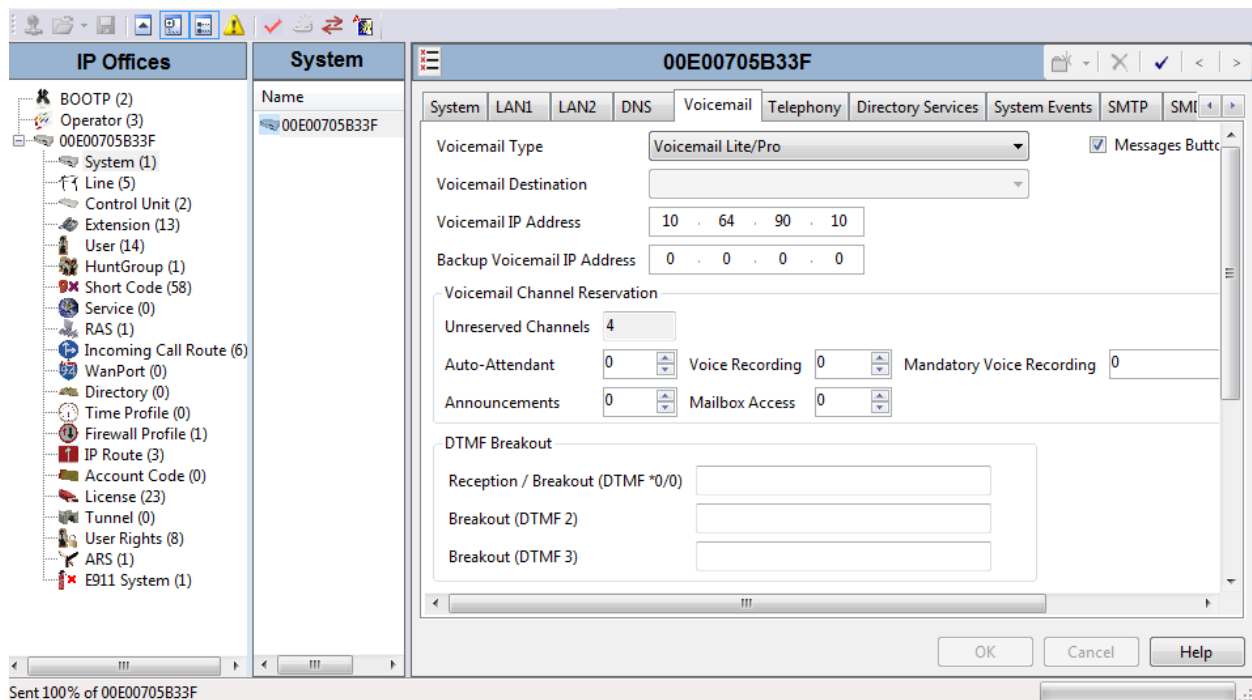 IP Offices
BOOTP (2)
Operator (3)
00E00705B33F
System (1)
Line (5)
Control Unit (2)
Extension (13)
User (14)
HuntGroup (1)
Short Code (58)
Service (0)
RAS (1)
Incoming Call Route (6)
WanPort (0)
Directory (0)
Time Profile (0)
Firewall Profile (1)
IP Route (3)
Account Code (0)
License (23)
Tunnel (0)
User Rights (8)
ARS (1)
E911 System (1)
System
Name
00E00705B33F
00E00705B33F
System LAN1 LAN2 DNS Voicemail Telephony Directory Services System Events SMTP SMD
Voicemail Type Voicemail Lite/Pro Messages Butto
Voicemail Destination
Voicemail IP Address 10 . 64 . 90 . 10
Backup Voicemail IP Address 0 . 0 . 0 . 0
Voicemail Channel Reservation
Unreserved Channels 4
Auto-Attendant 0 Voice Recording 0 Mandatory Voice Recording 0
Announcements 0 Mailbox Access 0
DTMF Breakout
Reception / Breakout (DTMF *0/0)
Breakout (DTMF 2)
Breakout (DTMF 3)
OK Cancel Help
Sent 100% of 00E00705B33F